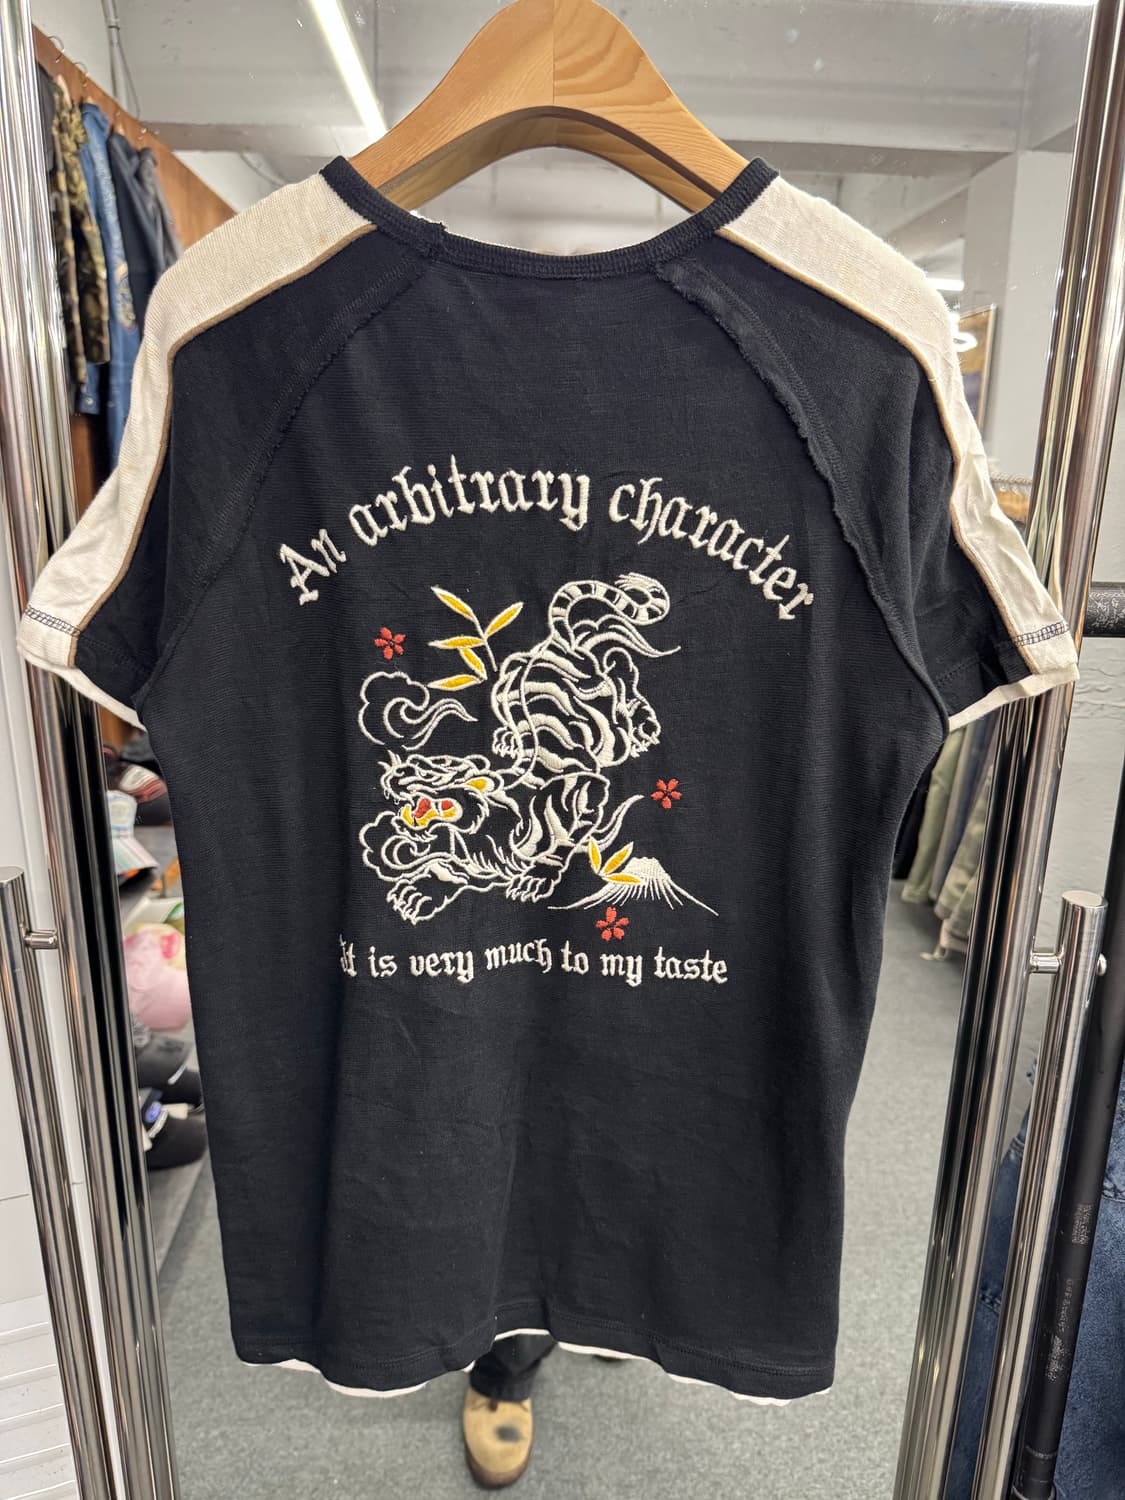 An arbitrary character
It is very much to my taste